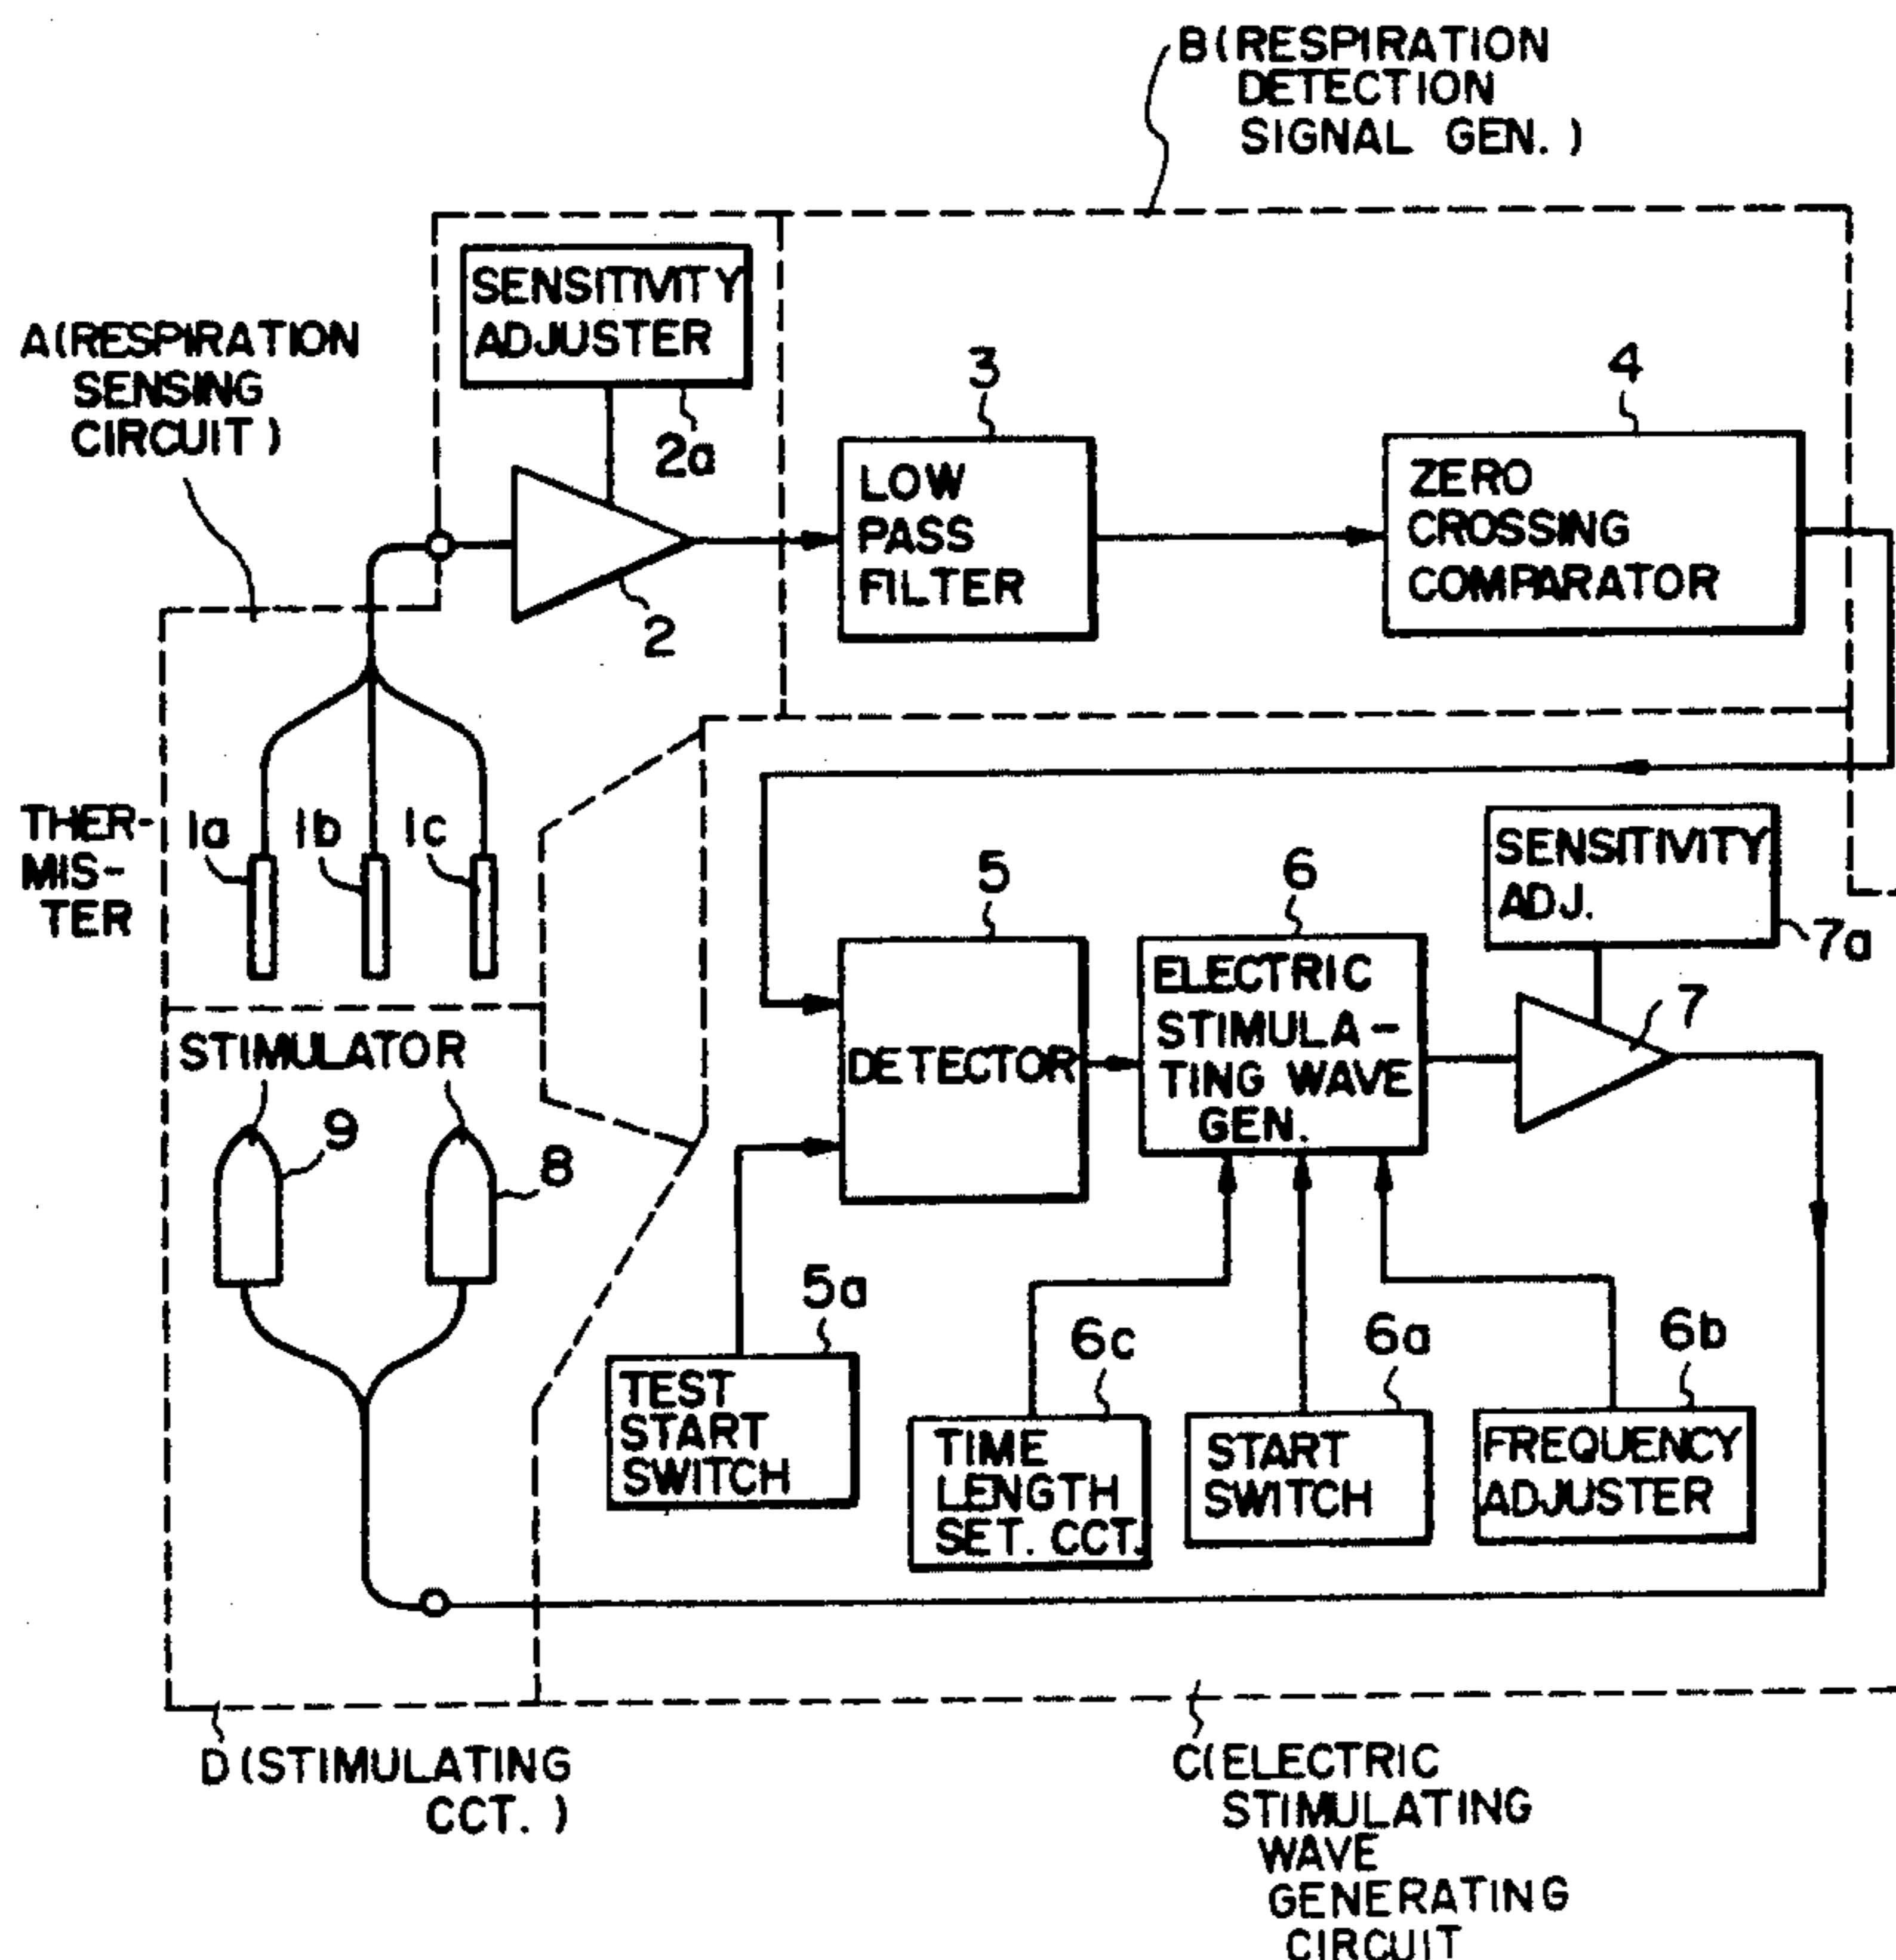 B(RESPIRATION
DETECTION
SIGNAL GEN.)
SENSITIVITY
ADJUSTER
2a
A(RESPIRATION
SENSING
CIRCUIT)
3
4
LOW
PASS
FILTER
ZERO
CROSSING
COMPARATOR
2
THER-
MIS-
TER
1a
1b
1c
5
6
SENSITIVITY
ADJ.
7a
DETECTOR
ELECTRIC
STIMULA-
TING WAVE
GEN.
7
STIMULATOR
9
8
5a
6c
6a
6b
TEST
START
SWITCH
TIME
LENGTH
SET. CCT.
START
SWITCH
FREQUENCY
ADJUSTER
D(STIMULATING
CCT.)
C(ELECTRIC
STIMULATING
WAVE
GENERATING
CIRCUIT